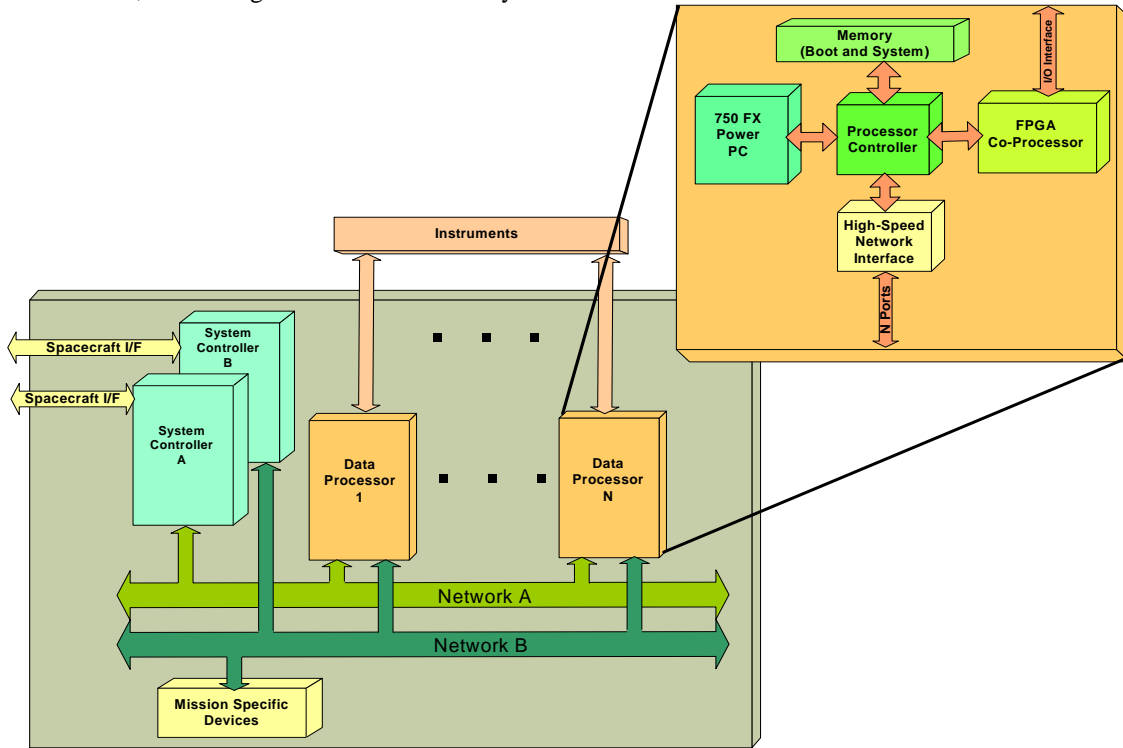 Memory
(Boot and System)
I/O Interface
750 FX
Power
PC
Processor
Controller
FPGA
Co-Processor
High-Speed
Network
Interface
N Ports
Instruments
Spacecraft I/F
System
Controller
B
Spacecraft I/F
System
Controller
A
Data
Processor
1
Data
Processor
N
Network A
Network B
Mission Specific
Devices